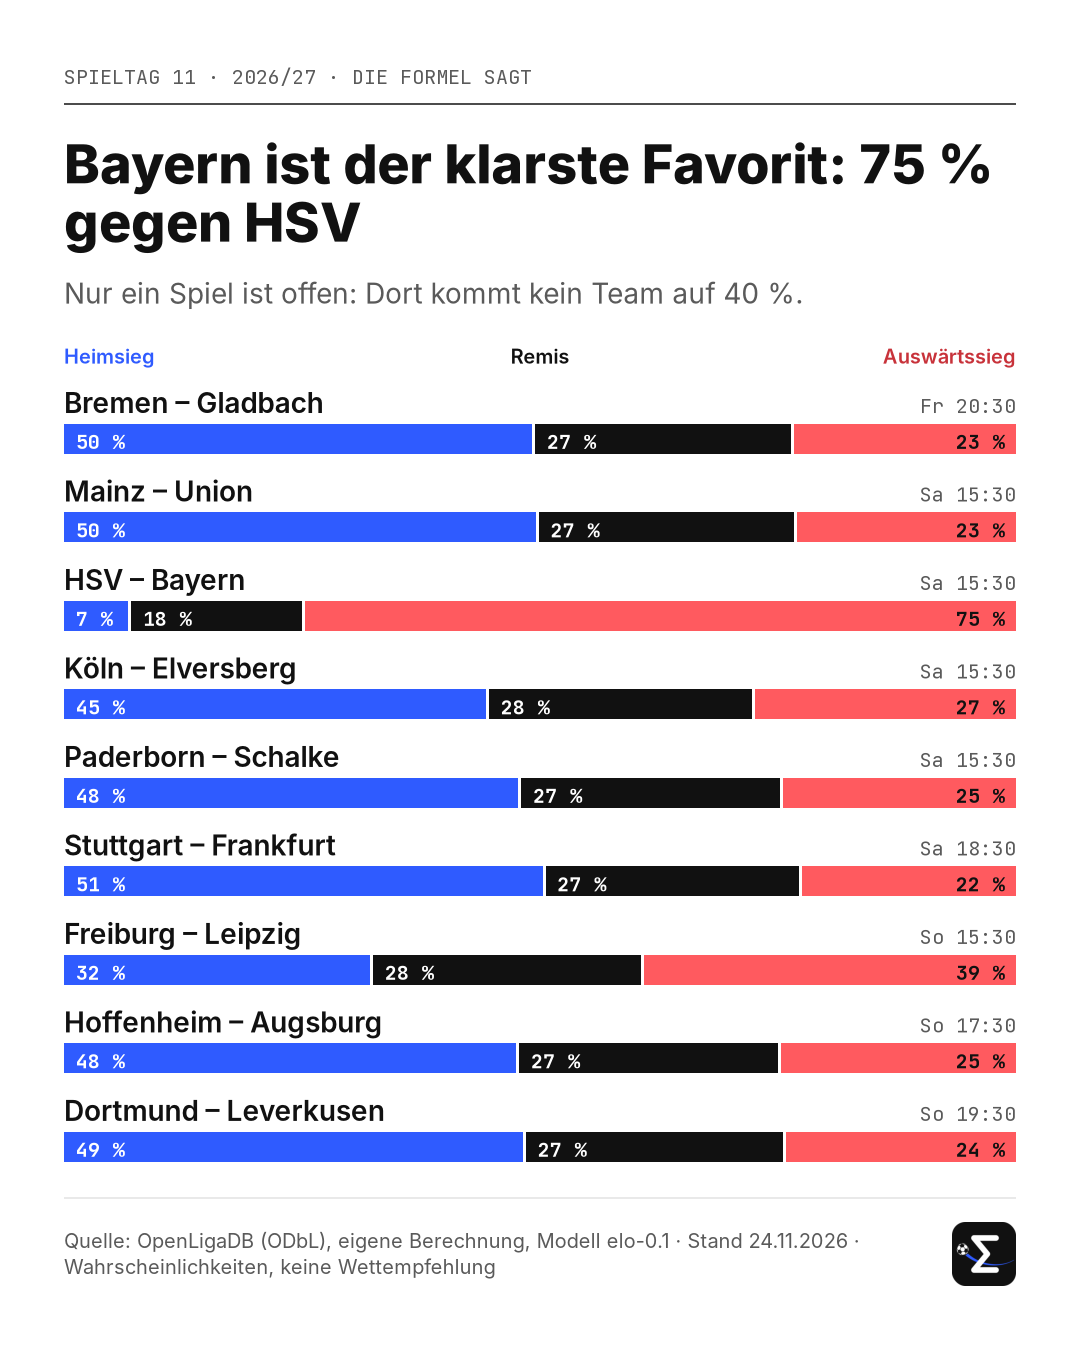 SPIELTAG 11 · 2026/27 · DIE FORMEL SAGT
Bayern ist der klarste Favorit: 75 %
gegen HSV
Nur ein Spiel ist offen: Dort kommt kein Team auf 40 %.
Heimsieg Remis Auswärtssieg
Bremen – Gladbach Fr 20:30
50 % 27 % 23 %
Mainz – Union Sa 15:30
50 % 27 % 23 %
HSV – Bayern Sa 15:30
7 % 18 % 75 %
Köln – Elversberg Sa 15:30
45 % 28 % 27 %
Paderborn – Schalke Sa 15:30
48 % 27 % 25 %
Stuttgart – Frankfurt Sa 18:30
51 % 27 % 22 %
Freiburg – Leipzig So 15:30
32 % 28 % 39 %
Hoffenheim – Augsburg So 17:30
48 % 27 % 25 %
Dortmund – Leverkusen So 19:30
49 % 27 % 24 %
Quelle: OpenLigaDB (ODbL), eigene Berechnung, Modell elo-0.1 · Stand 24.11.2026 ·
Wahrscheinlichkeiten, keine Wettempfehlung
Σ